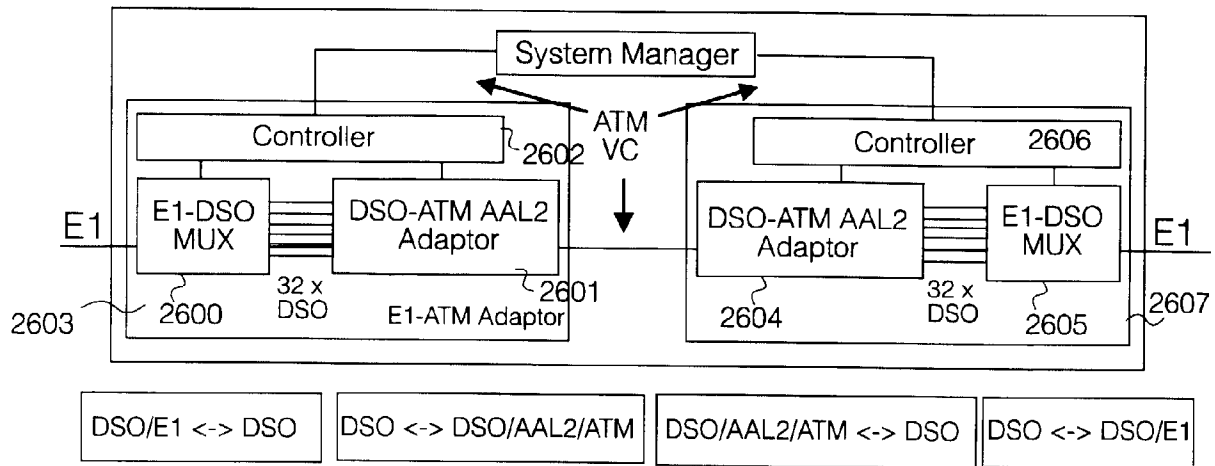 System Manager
ATM
VC
Controller
2602
Controller
2606
E1
E1-DSO
MUX
DSO-ATM AAL2
Adaptor
DSO-ATM AAL2
Adaptor
E1-DSO
MUX
E1
2603
2600
32 x
DSO
2601
E1-ATM Adaptor
2604
32 x
DSO
2605
2607
DSO/E1 <-> DSO
DSO <-> DSO/AAL2/ATM
DSO/AAL2/ATM <-> DSO
DSO <-> DSO/E1